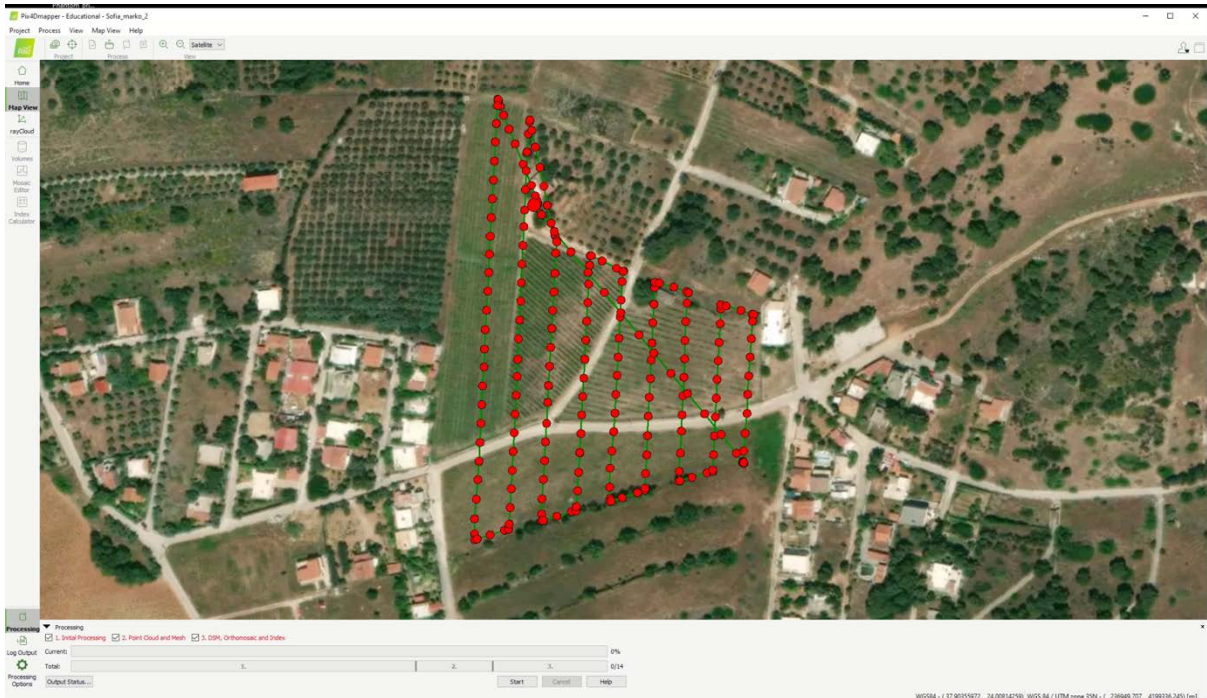 Pix4Dmapper - Educational - Sofia_marko_2
Project Process View Map View Help
Satellite
Project Process View
Home
Map View
rayCloud
Volumes
Mosaic
Editor
Index
Calculator
Processing
Processing
1. Initial Processing 2. Point Cloud and Mesh 3. DSM, Orthomosaic and Index
Log Output
Current: 0%
Total: 1. 2. 3. 0/14
Processing
Options
Output Status... Start Cancel Help